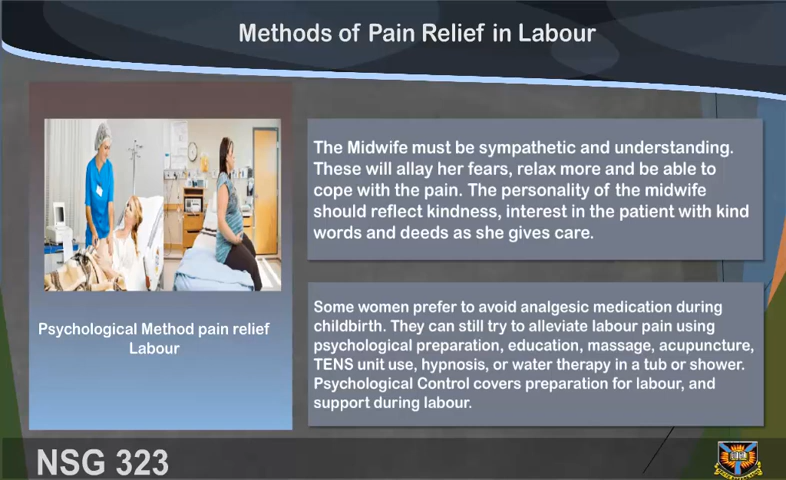 Methods of Pain Relief in Labour
The Midwife must be sympathetic and understanding.
These will allay her fears, relax more and be able to
cope with the pain. The personality of the midwife
should reflect kindness, interest in the patient with kind
words and deeds as she gives care.
Psychological Method pain relief
Labour
Some women prefer to avoid analgesic medication during
childbirth. They can still try to alleviate labour pain using
psychological preparation, education, massage, acupuncture,
TENS unit use, hypnosis, or water therapy in a tub or shower.
Psychological Control covers preparation for labour, and
support during labour.
NSG 323